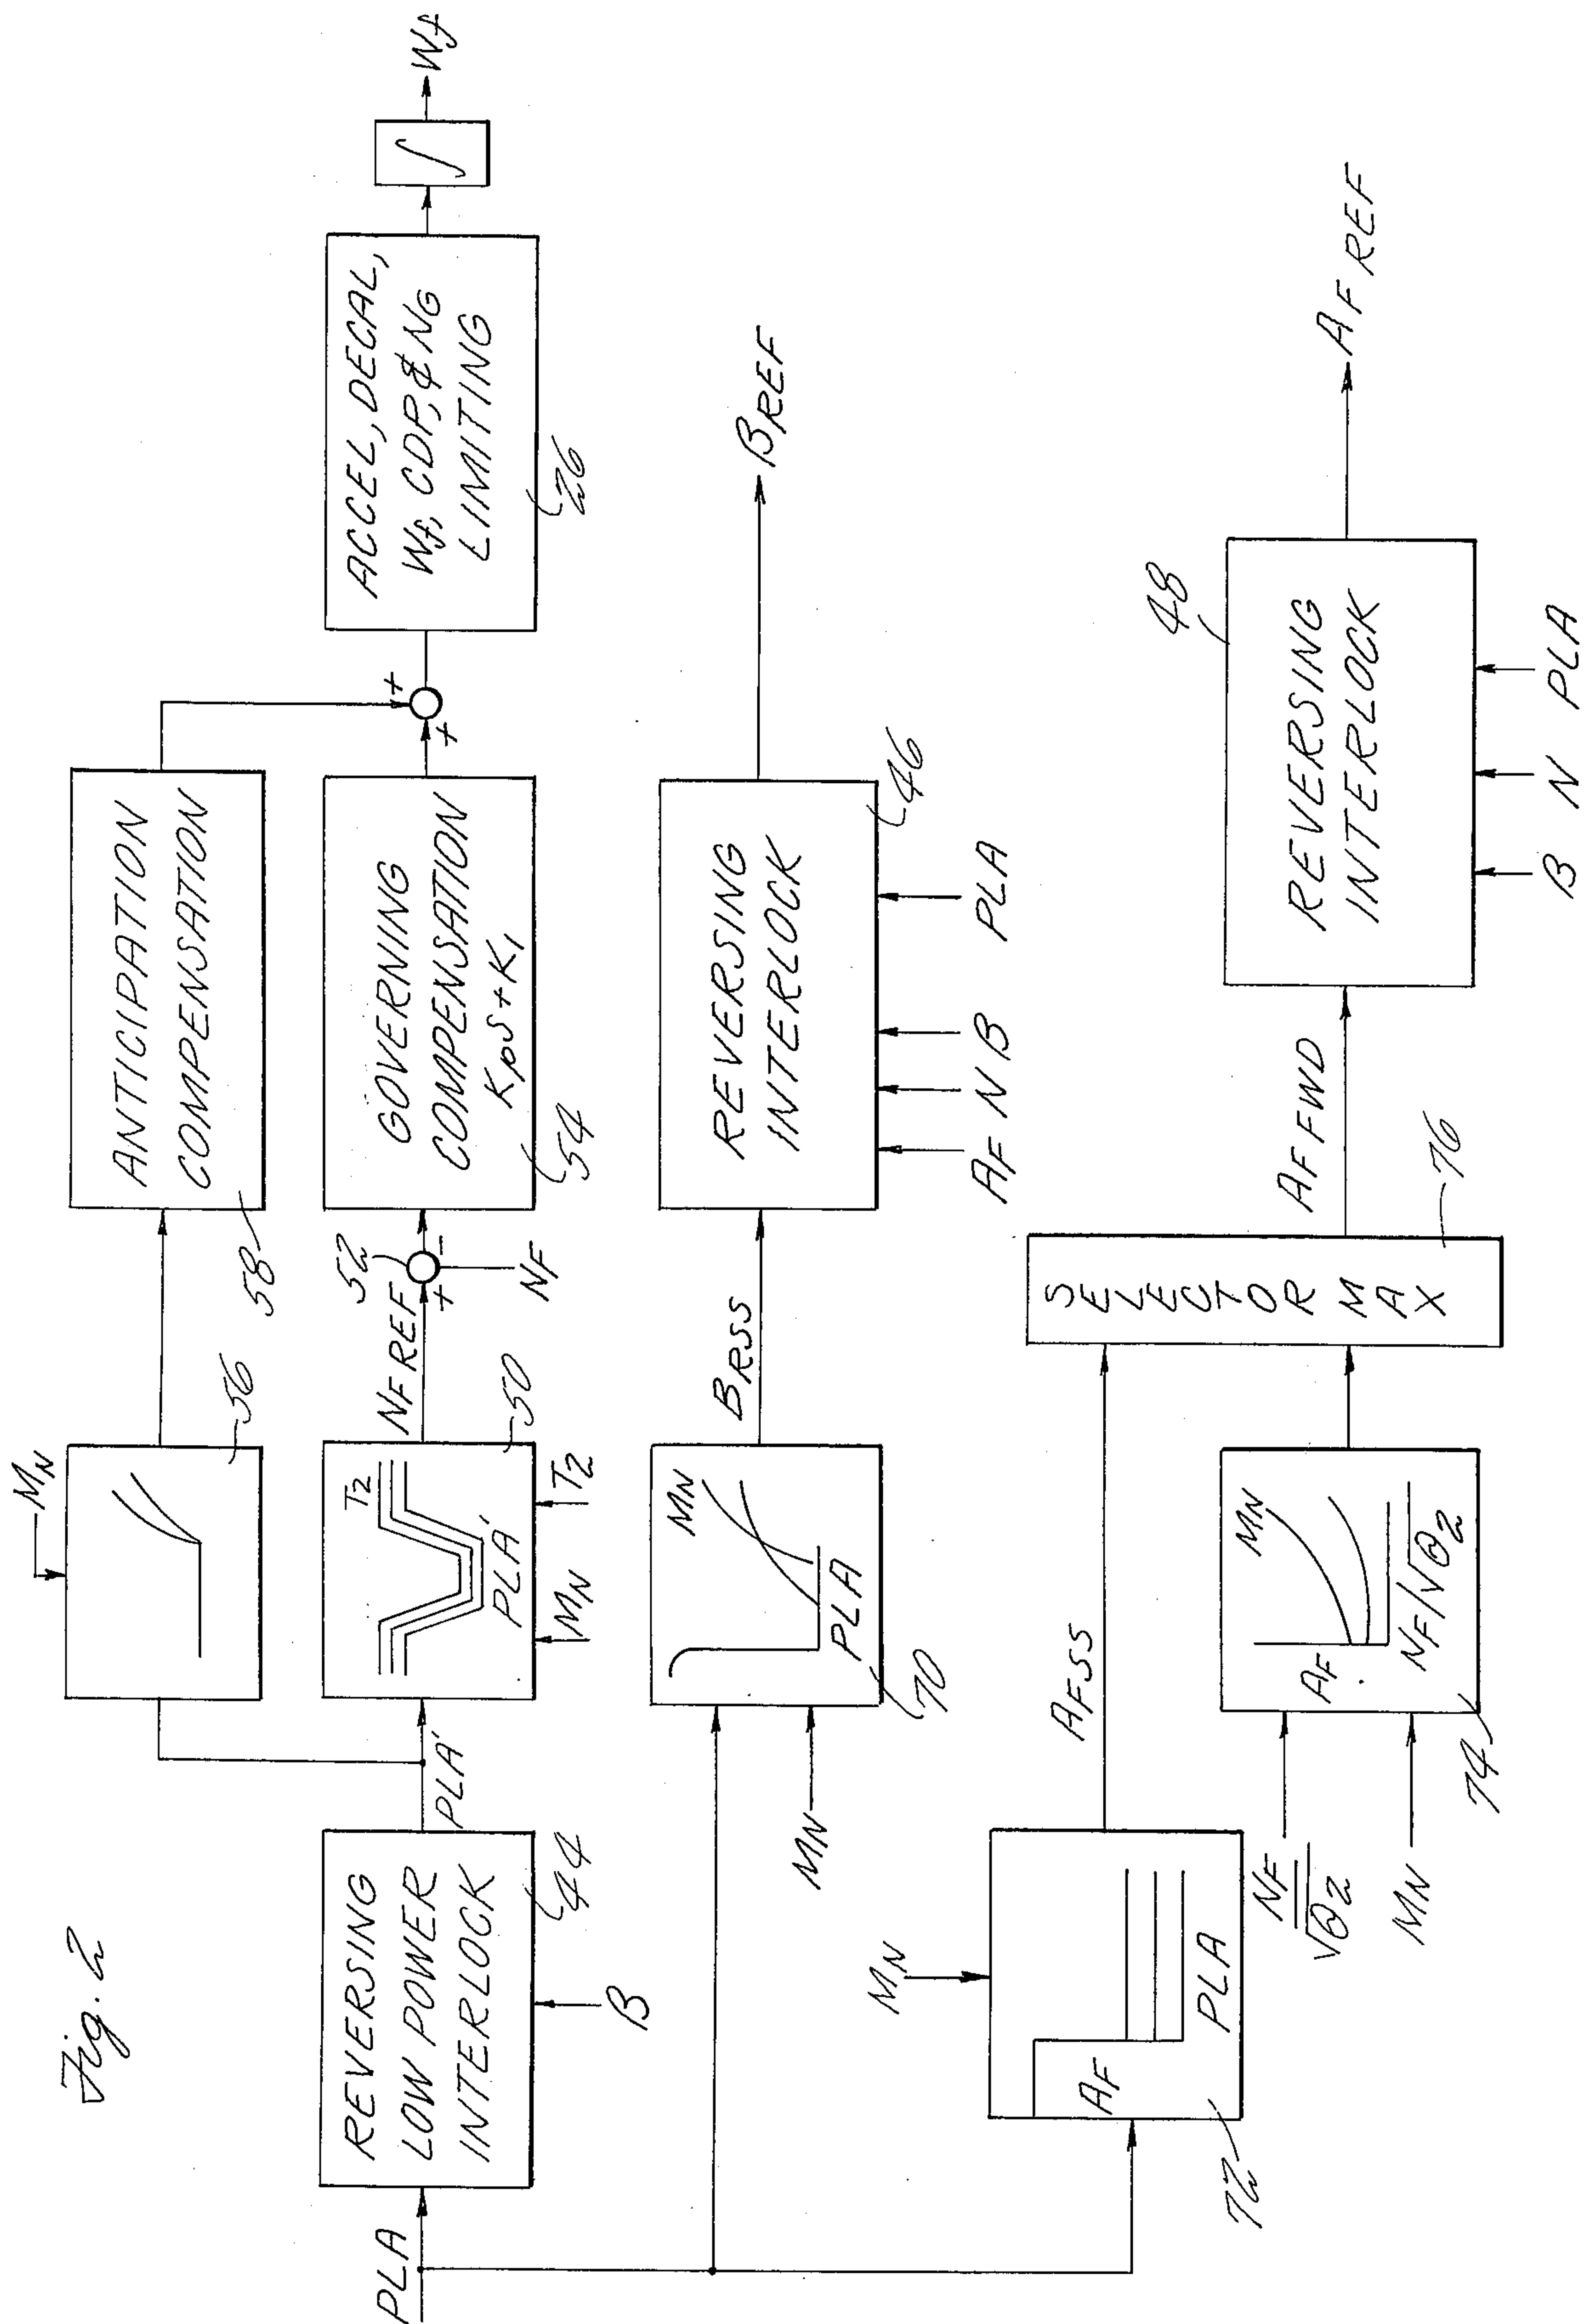 Fig. 2
PLA
REVERSING
LOW POWER
INTERLOCK
44
B
PLA'
MN
56
T2
PLA'
50
MN
T2
NF REF
52
+
-
NF
ANTICIPATION
COMPENSATION
58
GOVERNING
COMPENSATION
KPS+K1
54
+
+
ACCEL, DECAL,
Wf, CDP, & NG
LIMITING
26
∫
Wf
MN
PLA
70
MN
BRSS
REVERSING
INTERLOCK
46
AF N B PLA
BREF
MN
AF
PLA
72
AFSS
MN
AF
NF/√θ2
74
NF/√θ2
MN
SELECTOR
MAX
76
AFFWD
REVERSING
INTERLOCK
48
B N PLA
AF REF